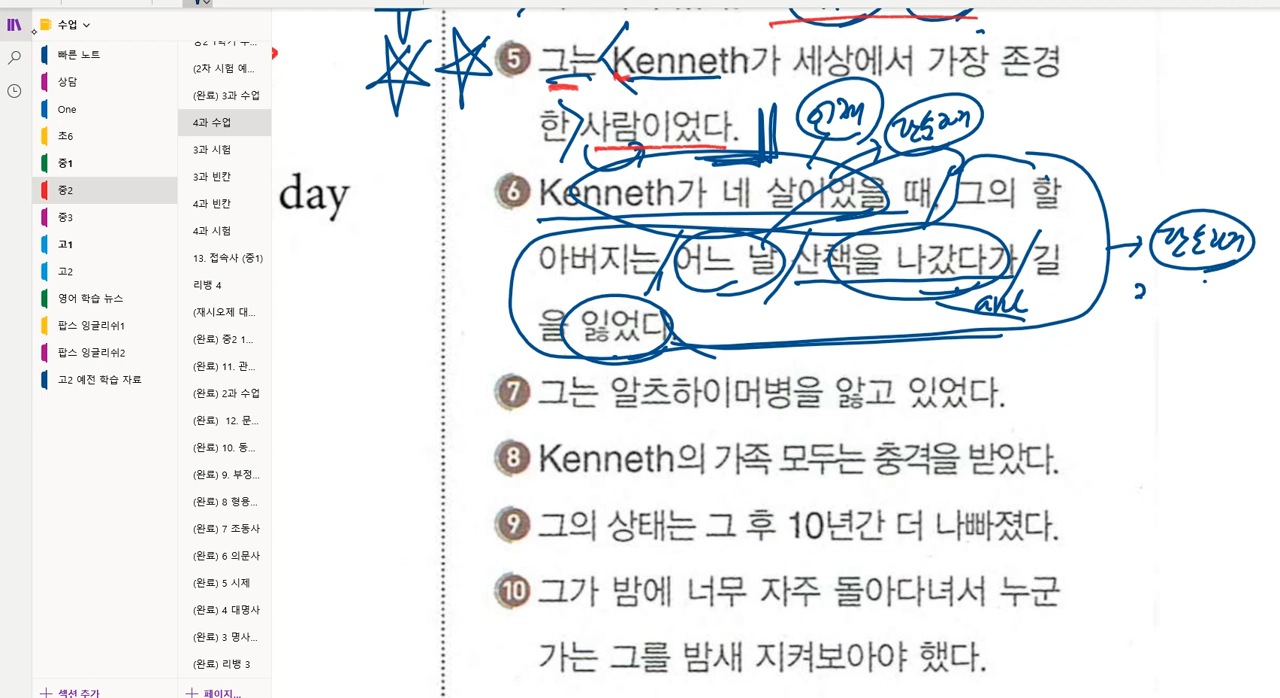 수업
빠른 노트
상담
One
초6
중1
중2
중3
고1
고2
영어 학습 뉴스
팝스 잉글리쉬1
팝스 잉글리쉬2
고2 예전 학습 자료
섹션 추가
(2자 시험 예...
(완료) 3과 수업
4과 수업
3과 시험
3과 빈칸
4과 빈칸
4과 시험
13. 접속사 (중1)
리뱅 4
(재시오제 대...
(완료) 중2 1...
(완료) 11. 관...
(완료) 2과 수업
(완료) 12. 문...
(완료) 10. 동...
(완료) 9. 부정...
(완료) 8 형용...
(완료) 7 조동사
(완료) 6 의문사
(완료) 5 시제
(완료) 4 대명사
(완료) 3 명사...
(완료) 리뱅 3
페이지...
day
5 그는 Kenneth가 세상에서 가장 존경
한 사람이었다.
6 Kenneth가 네 살이었을 때, 그의 할
아버지는 어느 날 산책을 나갔다가 길
을 잃었다.
and
7 그는 알츠하이머병을 앓고 있었다.
8 Kenneth의 가족 모두는 충격을 받았다.
9 그의 상태는 그 후 10년간 더 나빠졌다.
10 그가 밤에 너무 자주 돌아다녀서 누군
가는 그를 밤새 지켜보아야 했다.